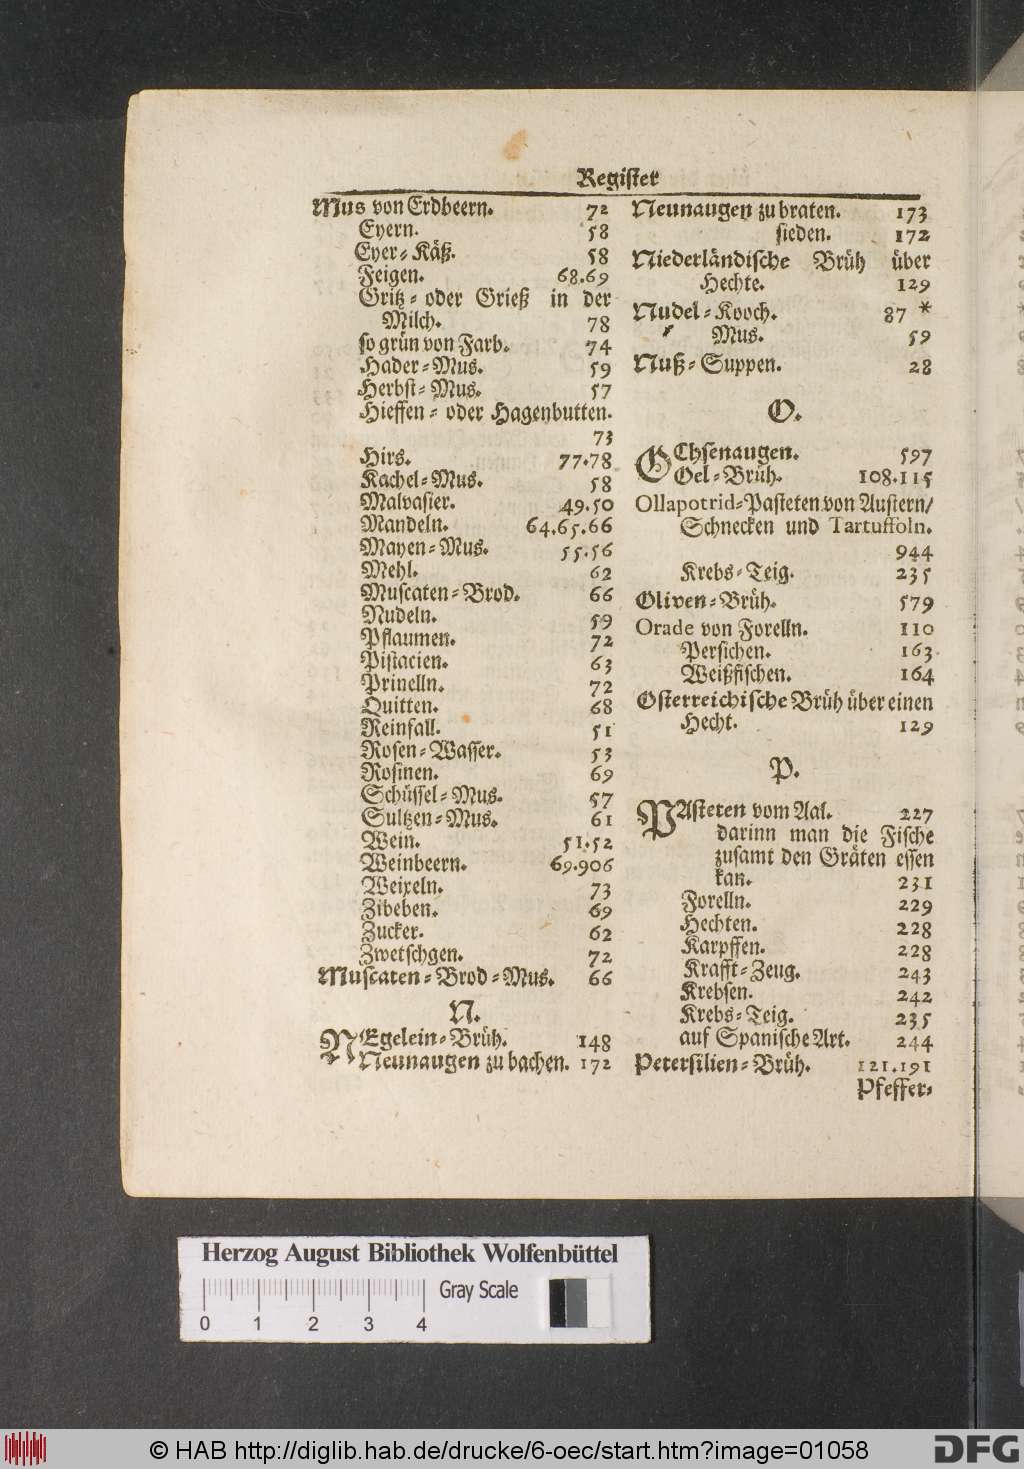 Register
Mus von Erdbeern. 72
Eyern. 58
Eyer-Käß. 58
Feigen. 68.69
Gritz- oder Grieß in der
Milch. 78
so grün von Farb. 74
Hader-Mus. 59
Herbst-Mus. 57
Hieffen- oder Hagenbutten.
73
Hirs. 77.78
Kachel-Mus. 58
Malvasier. 49.50
Mandeln. 64.65.66
Mayen-Mus. 55.56
Mehl. 62
Muscaten-Brod. 66
Nudeln. 59
Pflaumen. 72
Pistacien. 63
Prinelln. 72
Quitten. 68
Reinfall. 51
Rosen-Wasser. 53
Rosinen. 69
Schüssel-Mus. 57
Sultzen-Mus. 61
Wein. 51.52
Weinbeern. 69.906
Weixeln. 73
Zibeben. 69
Zucker. 62
Zwetschgen. 72
Muscaten-Brod-Mus. 66
N.
NEgelein-Brüh. 148
Neunaugen zu bachen. 172
Neunaugen zu braten. 173
sieden. 172
Niederländische Brüh über
Hechte. 129
Nudel-Kooch. 87 *
Mus. 59
Nuß-Suppen. 28
O.
OChsenaugen. 597
Oel-Brüh. 108.115
Ollapotrid-Pasteten von Austern/
Schnecken und Tartuffoln.
944
Krebs-Teig. 235
Oliven-Brüh. 579
Orade von Forelln. 110
Persichen. 163
Weißfischen. 164
Osterreichische Brüh über einen
Hecht. 129
P.
PAsteten vom Aal. 227
darinn man die Fische
zusamt den Gräten essen
kan. 231
Forelln. 229
Hechten. 228
Karpffen. 228
Krafft-Zeug. 243
Krebsen. 242
Krebs-Teig. 235
auf Spanische Art. 244
Petersilien-Brüh. 121.191
Pfeffer-
Herzog August Bibliothek Wolfenbüttel
Gray Scale
0 1 2 3 4
© HAB http://diglib.hab.de/drucke/6-oec/start.htm?image=01058
DFG